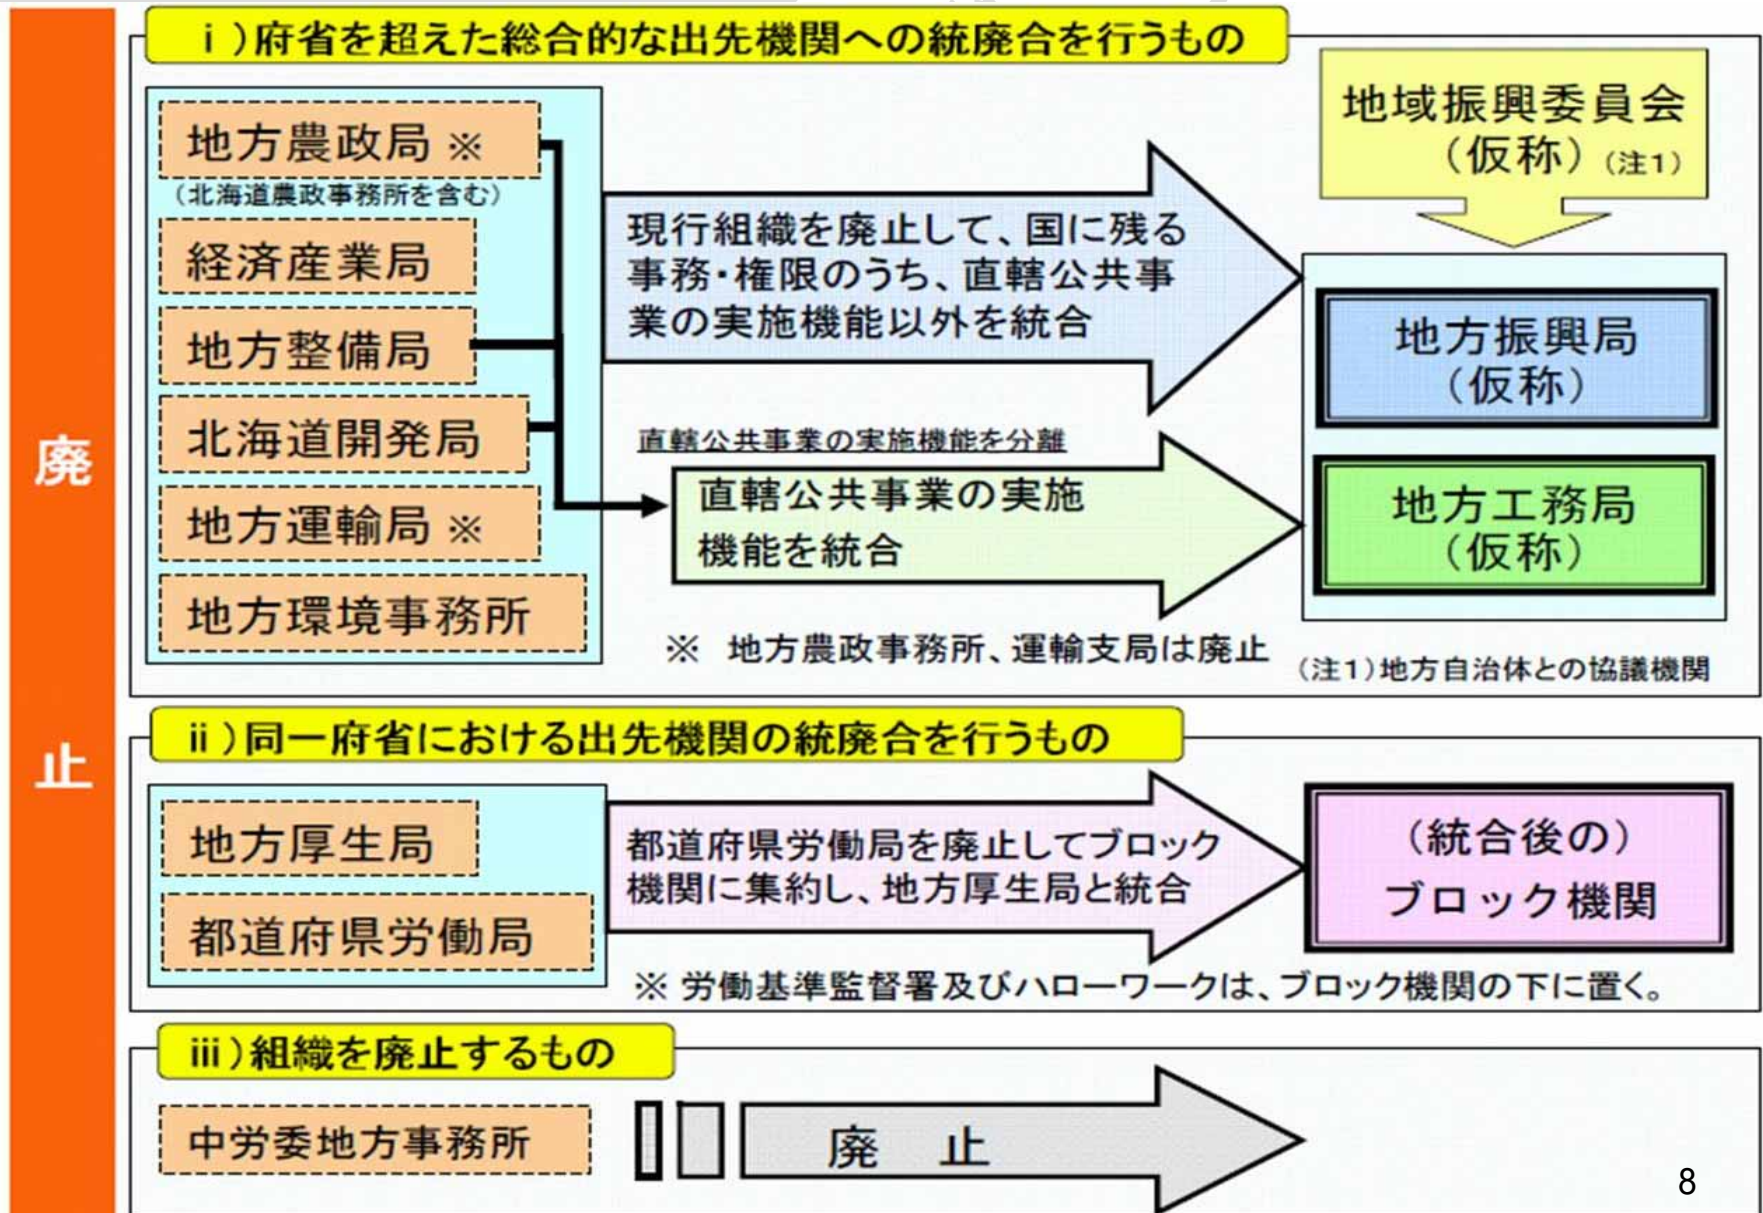 廃
止
ⅰ)府省を超えた総合的な出先機関への統廃合を行うもの
地方農政局 ※
(北海道農政事務所を含む)
経済産業局
地方整備局
北海道開発局
地方運輸局 ※
地方環境事務所
現行組織を廃止して、国に残る
事務・権限のうち、直轄公共事
業の実施機能以外を統合
直轄公共事業の実施機能を分離
直轄公共事業の実施
機能を統合
※ 地方農政事務所、運輸支局は廃止
地域振興委員会
(仮称)(注1)
地方振興局
(仮称)
地方工務局
(仮称)
(注1)地方自治体との協議機関
ⅱ)同一府省における出先機関の統廃合を行うもの
地方厚生局
都道府県労働局
都道府県労働局を廃止してブロック
機関に集約し、地方厚生局と統合
(統合後の)
ブロック機関
※ 労働基準監督署及びハローワークは、ブロック機関の下に置く。
ⅲ)組織を廃止するもの
中労委地方事務所
廃 止
8